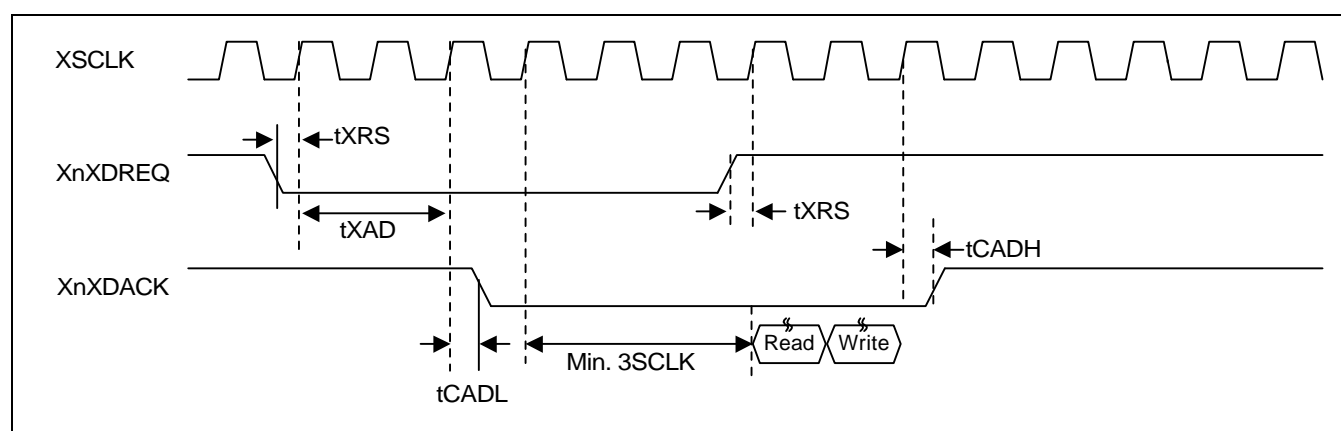 XSCLK
tXRS
XnXDREQ
tXAD
tXRS
tCADH
XnXDACK
Read
Write
Min. 3SCLK
tCADL